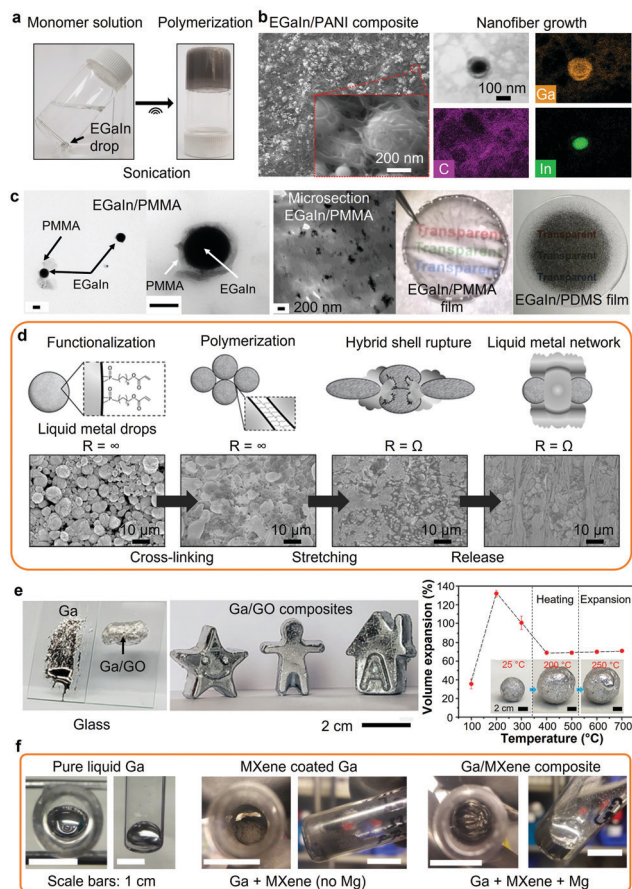 a
Monomer solution
Polymerization
EGaIn
drop
Sonication
b
EGaIn/PANI composite
200 nm
Nanofiber growth
100 nm
Ga
C
In
c
EGaIn/PMMA
PMMA
EGaIn
PMMA
EGaIn
Microsection
EGaIn/PMMA
200 nm
Transparent
Transparent
Transparent
EGaIn/PMMA
film
Transparent
Transparent
Transparent
EGaIn/PDMS film
d
Functionalization
Polymerization
Hybrid shell rupture
Liquid metal network
Liquid metal drops
R = ∞
R = ∞
R = Ω
R = Ω
10 μm
10 μm
10 μm
10 μm
Cross-linking
Stretching
Release
e
Ga
Ga/GO
Glass
Ga/GO composites
A
2 cm
Volume expansion (%)
140
120
100
80
60
40
20
0
Heating
Expansion
25 °C
200 °C
250 °C
2 cm
100 200 300 400 500 600 700
Temperature (°C)
f
Pure liquid Ga
MXene coated Ga
Ga/MXene composite
Scale bars: 1 cm
Ga + MXene (no Mg)
Ga + MXene + Mg